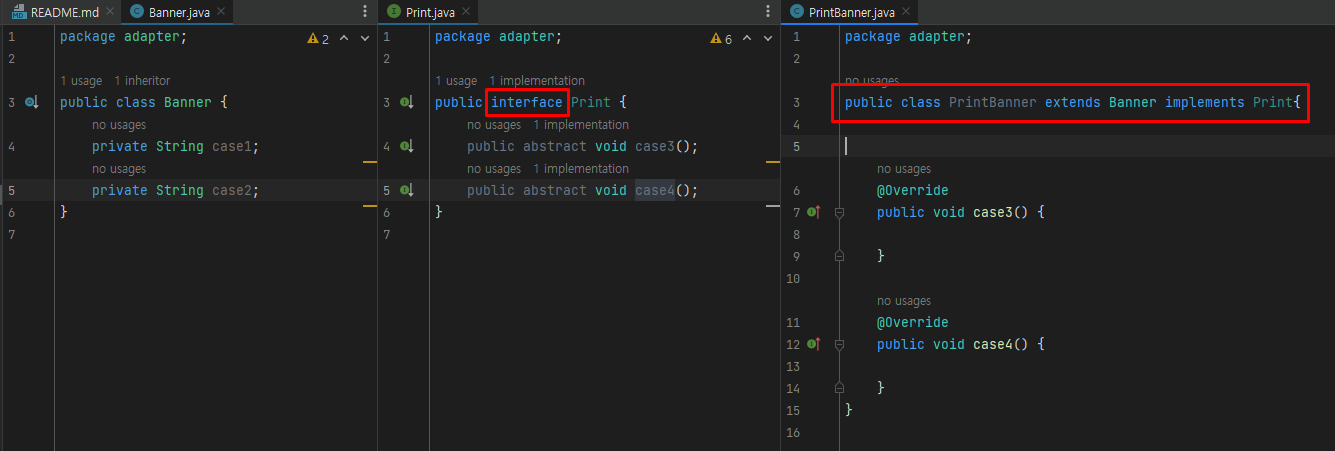 README.md
Banner.java
1 package adapter;
2
2
1 usage 1 inheritor
3 public class Banner {
no usages
4 private String case1;
no usages
5 private String case2;
6 }
7
Print.java
1 package adapter;
6
2
1 usage 1 implementation
3 public interface Print {
no usages 1 implementation
4 public abstract void case3();
no usages 1 implementation
5 public abstract void case4();
6 }
7
PrintBanner.java
1 package adapter;
2
no usages
3 public class PrintBanner extends Banner implements Print{
4
5
no usages
6 @Override
7 public void case3() {
8
9 }
10
no usages
11 @Override
12 public void case4() {
13
14 }
15 }
16